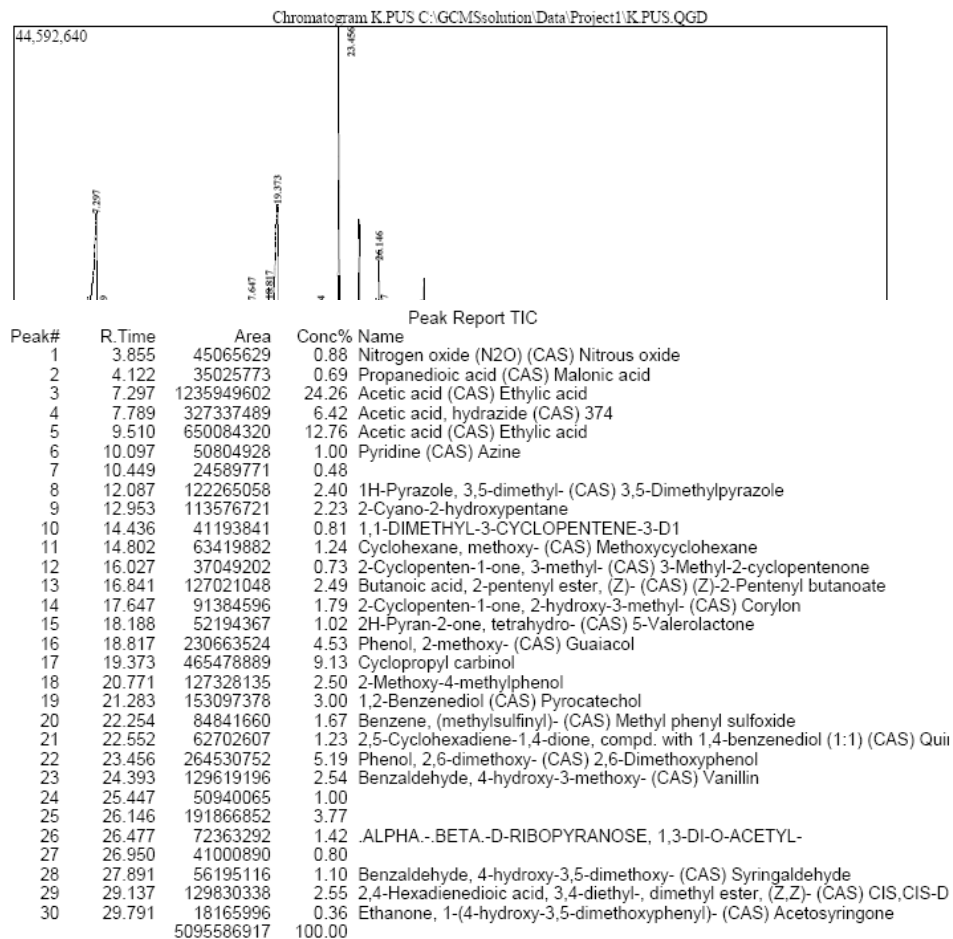 Chromatogram K.PUS C:\GCMSsolution\Data\Project1\K.PUS.QGD
44,592,640
23.456
7.297
19.373
26.146
7.647
18.817
9
4
7
Peak Report TIC
Peak# R.Time Area Conc% Name
1 3.855 45065629 0.88 Nitrogen oxide (N2O) (CAS) Nitrous oxide
2 4.122 35025773 0.69 Propanedioic acid (CAS) Malonic acid
3 7.297 1235949602 24.26 Acetic acid (CAS) Ethylic acid
4 7.789 327337489 6.42 Acetic acid, hydrazide (CAS) 374
5 9.510 650084320 12.76 Acetic acid (CAS) Ethylic acid
6 10.097 50804928 1.00 Pyridine (CAS) Azine
7 10.449 24589771 0.48
8 12.087 122265058 2.40 1H-Pyrazole, 3,5-dimethyl- (CAS) 3,5-Dimethylpyrazole
9 12.953 113576721 2.23 2-Cyano-2-hydroxypentane
10 14.436 41193841 0.81 1,1-DIMETHYL-3-CYCLOPENTENE-3-D1
11 14.802 63419882 1.24 Cyclohexane, methoxy- (CAS) Methoxycyclohexane
12 16.027 37049202 0.73 2-Cyclopenten-1-one, 3-methyl- (CAS) 3-Methyl-2-cyclopentenone
13 16.841 127021048 2.49 Butanoic acid, 2-pentenyl ester, (Z)- (CAS) (Z)-2-Pentenyl butanoate
14 17.647 91384596 1.79 2-Cyclopenten-1-one, 2-hydroxy-3-methyl- (CAS) Corylon
15 18.188 52194367 1.02 2H-Pyran-2-one, tetrahydro- (CAS) 5-Valerolactone
16 18.817 230663524 4.53 Phenol, 2-methoxy- (CAS) Guaiacol
17 19.373 465478889 9.13 Cyclopropyl carbinol
18 20.771 127328135 2.50 2-Methoxy-4-methylphenol
19 21.283 153097378 3.00 1,2-Benzenediol (CAS) Pyrocatechol
20 22.254 84841660 1.67 Benzene, (methylsulfinyl)- (CAS) Methyl phenyl sulfoxide
21 22.552 62702607 1.23 2,5-Cyclohexadiene-1,4-dione, compd. with 1,4-benzenediol (1:1) (CAS) Qui
22 23.456 264530752 5.19 Phenol, 2,6-dimethoxy- (CAS) 2,6-Dimethoxyphenol
23 24.393 129619196 2.54 Benzaldehyde, 4-hydroxy-3-methoxy- (CAS) Vanillin
24 25.447 50940065 1.00
25 26.146 191866852 3.77
26 26.477 72363292 1.42 .ALPHA.-.BETA.-D-RIBOPYRANOSE, 1,3-DI-O-ACETYL-
27 26.950 41000890 0.80
28 27.891 56195116 1.10 Benzaldehyde, 4-hydroxy-3,5-dimethoxy- (CAS) Syringaldehyde
29 29.137 129830338 2.55 2,4-Hexadienedioic acid, 3,4-diethyl-, dimethyl ester, (Z,Z)- (CAS) CIS,CIS-D
30 29.791 18165996 0.36 Ethanone, 1-(4-hydroxy-3,5-dimethoxyphenyl)- (CAS) Acetosyringone
5095586917 100.00